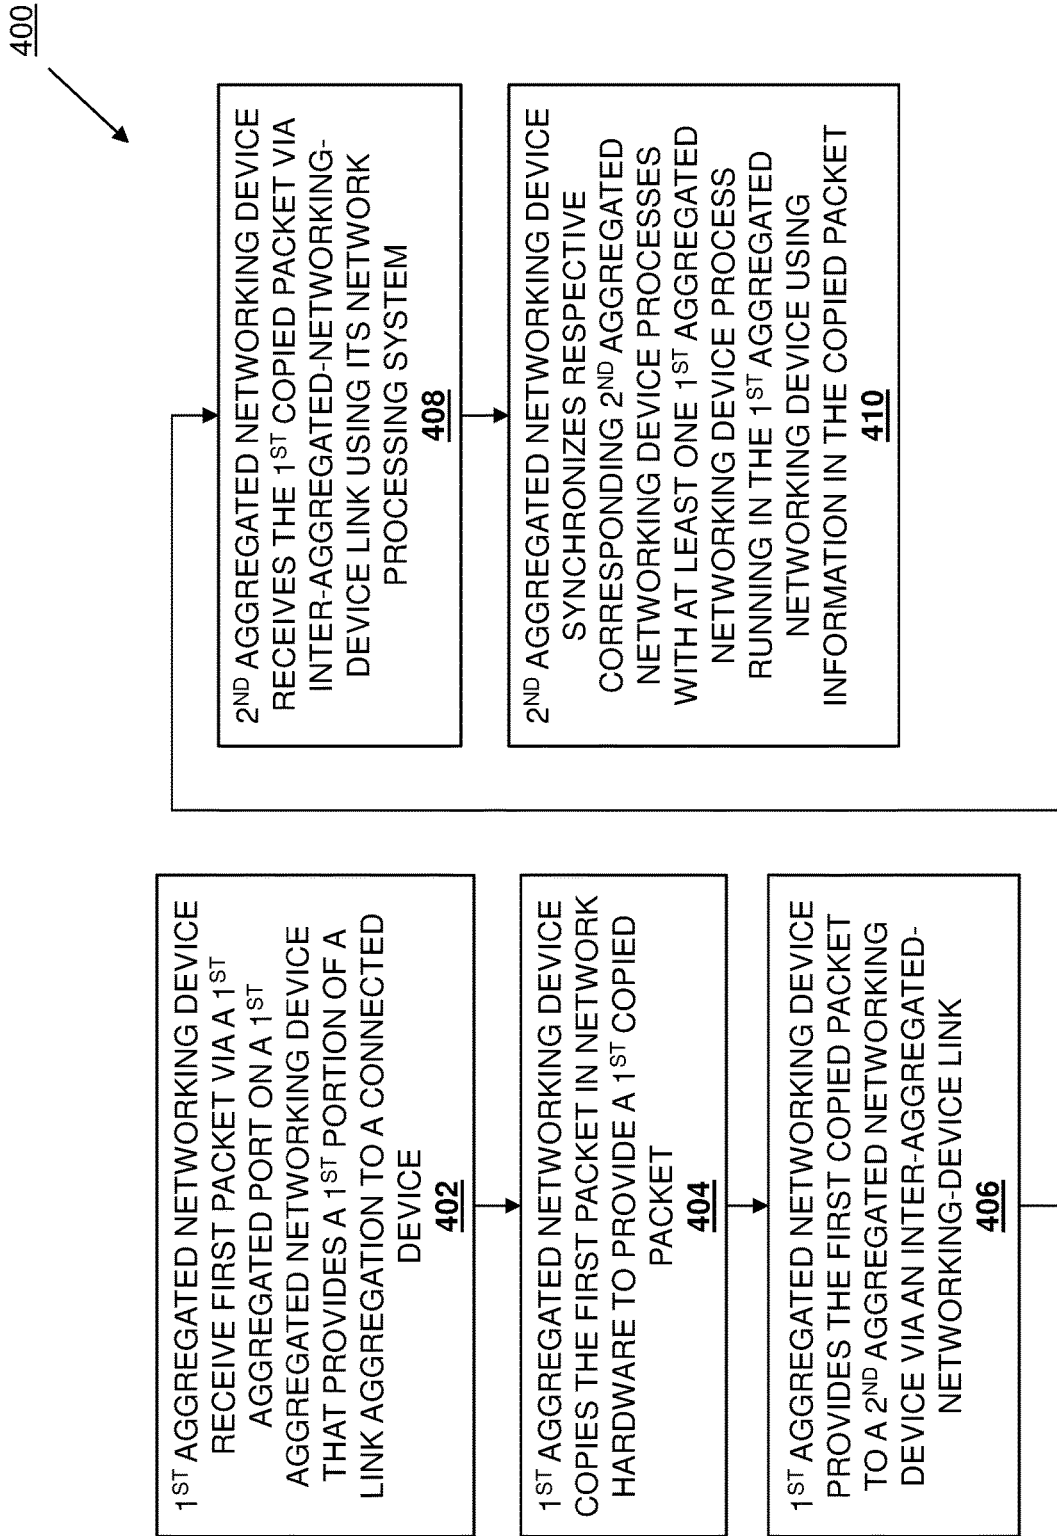 400
1ST AGGREGATED NETWORKING DEVICE
RECEIVE FIRST PACKET VIA A 1ST
AGGREGATED PORT ON A 1ST
AGGREGATED NETWORKING DEVICE
THAT PROVIDES A 1ST PORTION OF A
LINK AGGREGATION TO A CONNECTED
DEVICE
402
1ST AGGREGATED NETWORKING DEVICE
COPIES THE FIRST PACKET IN NETWORK
HARDWARE TO PROVIDE A 1ST COPIED
PACKET
404
1ST AGGREGATED NETWORKING DEVICE
PROVIDES THE FIRST COPIED PACKET
TO A 2ND AGGREGATED NETWORKING
DEVICE VIA AN INTER-AGGREGATED-
NETWORKING-DEVICE LINK
406
2ND AGGREGATED NETWORKING DEVICE
RECEIVES THE 1ST COPIED PACKET VIA
INTER-AGGREGATED-NETWORKING-
DEVICE LINK USING ITS NETWORK
PROCESSING SYSTEM
408
2ND AGGREGATED NETWORKING DEVICE
SYNCHRONIZES RESPECTIVE
CORRESPONDING 2ND AGGREGATED
NETWORKING DEVICE PROCESSES
WITH AT LEAST ONE 1ST AGGREGATED
NETWORKING DEVICE PROCESS
RUNNING IN THE 1ST AGGREGATED
NETWORKING DEVICE USING
INFORMATION IN THE COPIED PACKET
410